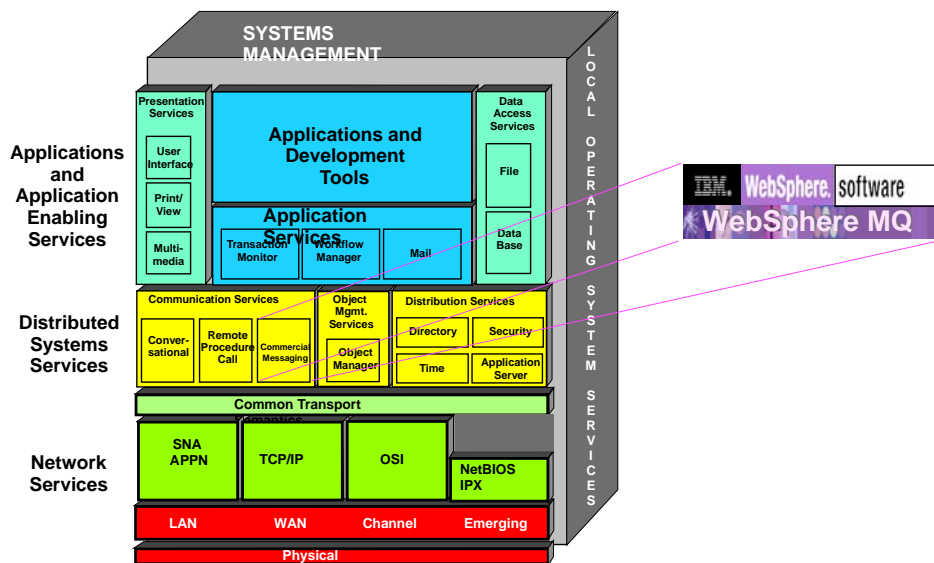 SYSTEMS
MANAGEMENT
LOCAL OPERATING SYSTEM SERVICES
Applications
and
Application
Enabling
Services
Presentation
Services
User
Interface
Print/
View
Multi-
media
Applications and
Development
Tools
Application
Services
Transaction
Monitor
Workflow
Manager
Mail
Data
Access
Services
File
Data
Base
IBM. WebSphere. software
WebSphere MQ
Distributed
Systems
Services
Communication Services
Conver-
sational
Remote
Procedure
Call
Commercial
Messaging
Object
Mgmt.
Services
Object
Manager
Distribution Services
Directory
Security
Time
Application
Server
Common Transport
Semantics
Network
Services
SNA
APPN
TCP/IP
OSI
NetBIOS
IPX
LAN
WAN
Channel
Emerging
Physical